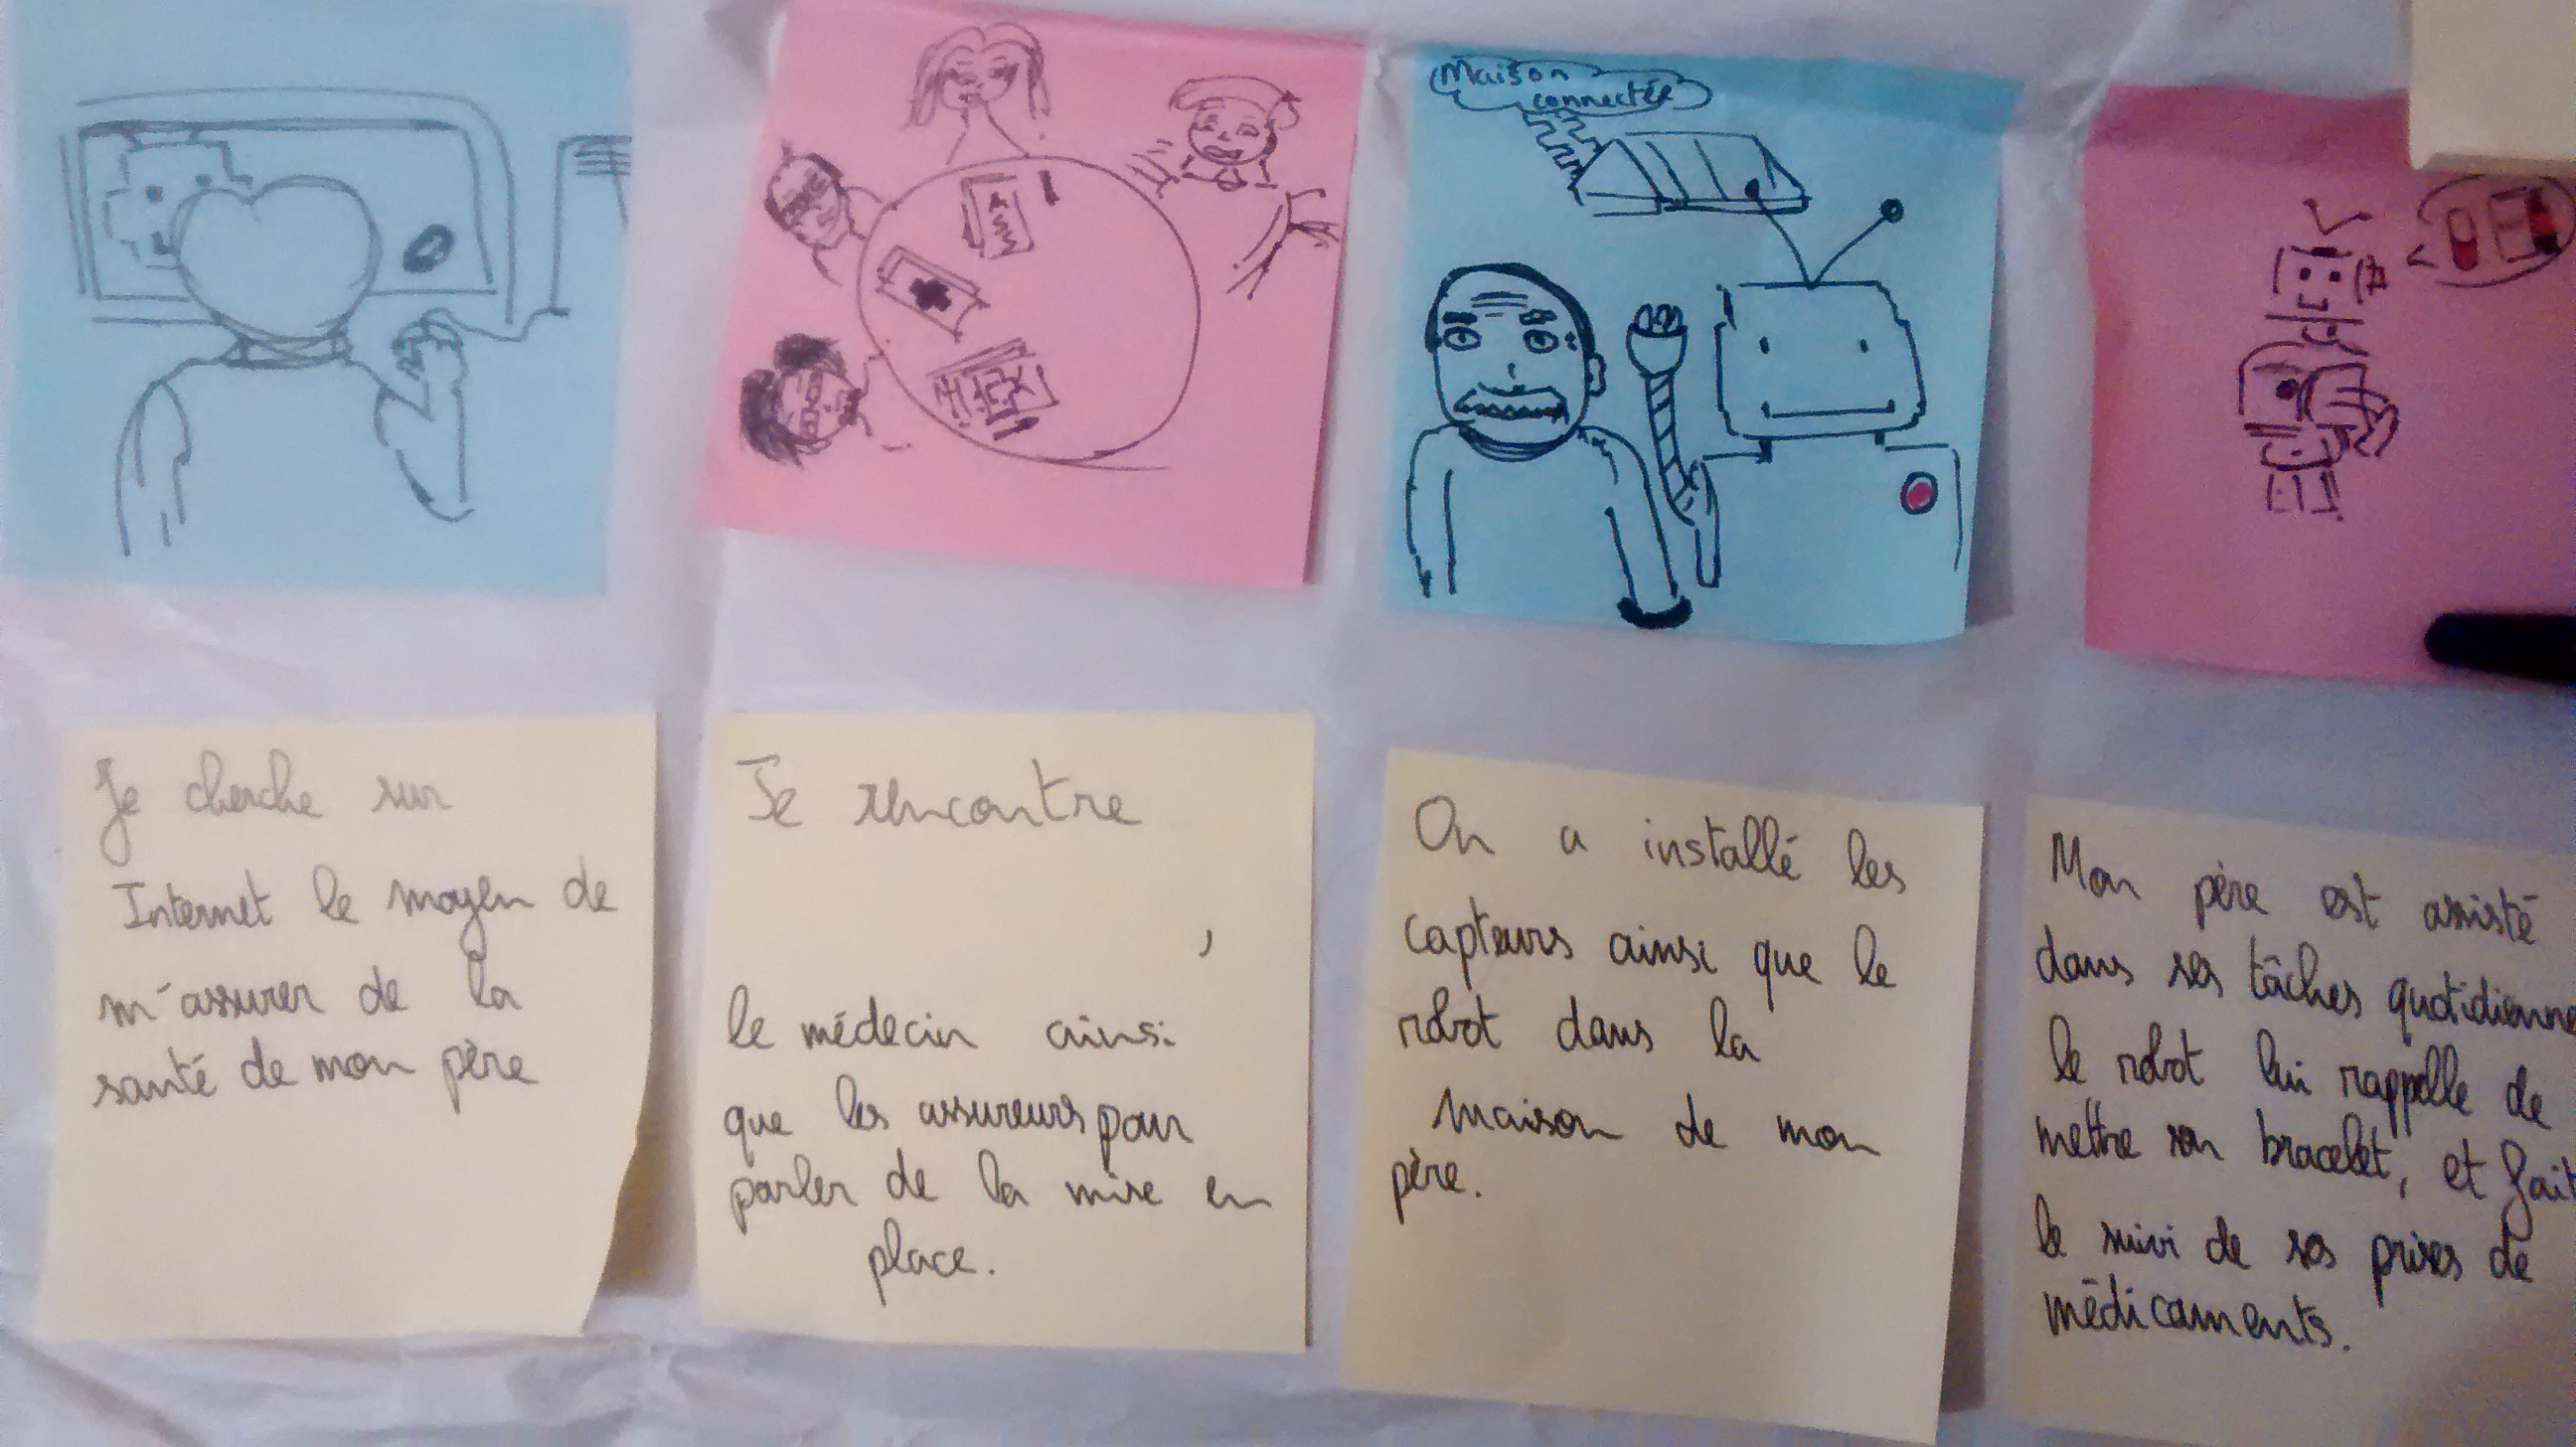 Maison
connectée
Je cherche sur
Internet le moyen de
m'assurer de la
santé de mon père
Je rencontre
,
le médecin ainsi
que les assureurs pour
parler de la mise en
place.
On a installé les
capteurs ainsi que le
robot dans la
maison de mon
père.
Mon père est assisté
dans ses tâches quotidienne
le robot lui rappelle de
mettre son bracelet, et fait
le suivi de ses prises de
médicaments.